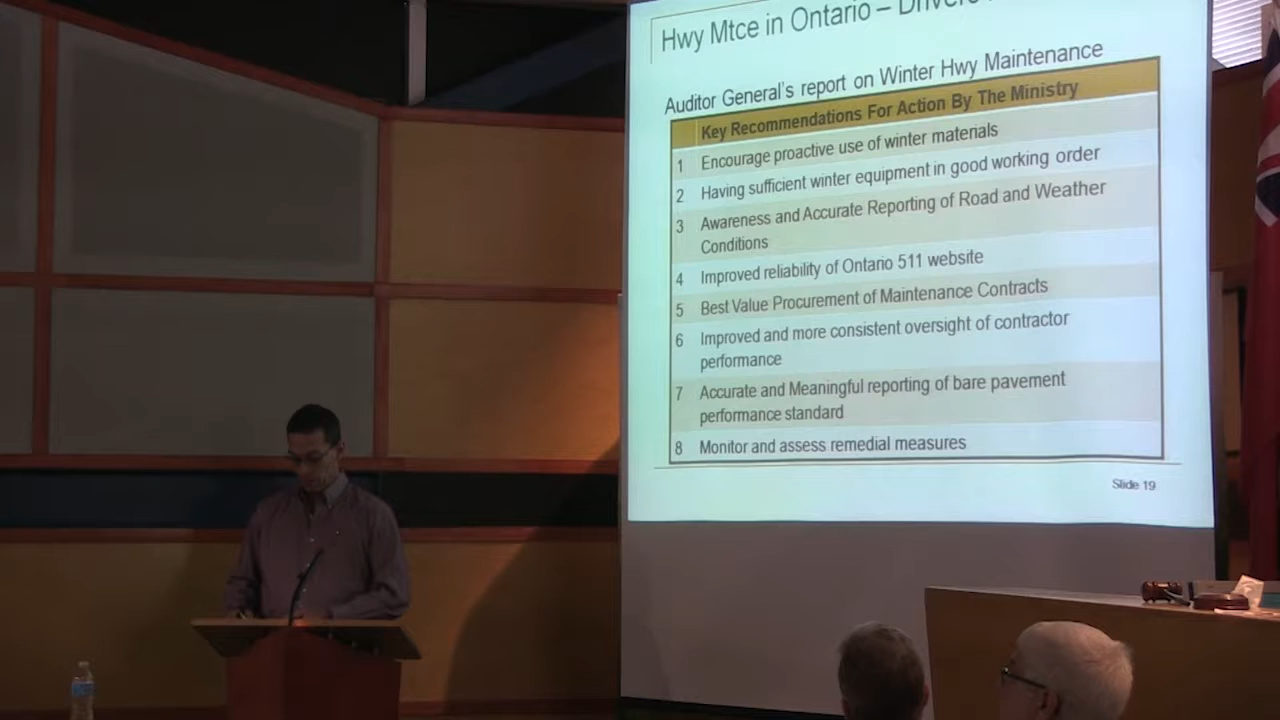 Hwy Mtce in Ontario – Drivers
Auditor General's report on Winter Hwy Maintenance
Key Recommendations For Action By The Ministry
1 Encourage proactive use of winter materials
2 Having sufficient winter equipment in good working order
3 Awareness and Accurate Reporting of Road and Weather
Conditions
4 Improved reliability of Ontario 511 website
5 Best Value Procurement of Maintenance Contracts
6 Improved and more consistent oversight of contractor
performance
7 Accurate and Meaningful reporting of bare pavement
performance standard
8 Monitor and assess remedial measures
Slide 19